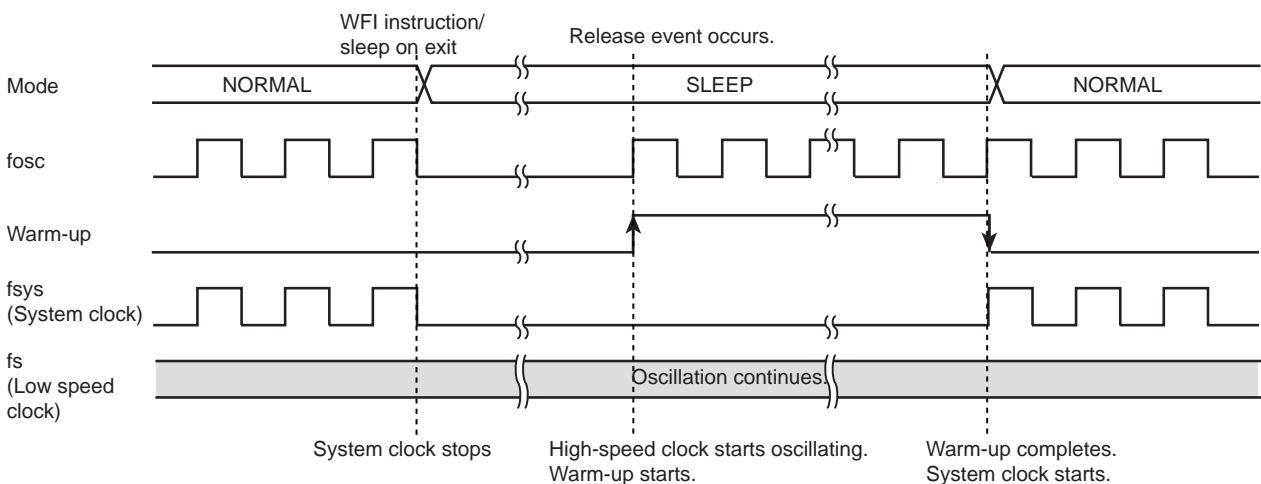 WFI instruction/
sleep on exit
Release event occurs.
Mode
NORMAL
SLEEP
NORMAL
fosc
Warm-up
fsys
(System clock)
fs
(Low speed
clock)
Oscillation continues.
System clock stops
High-speed clock starts oscillating.
Warm-up starts.
Warm-up completes.
System clock starts.